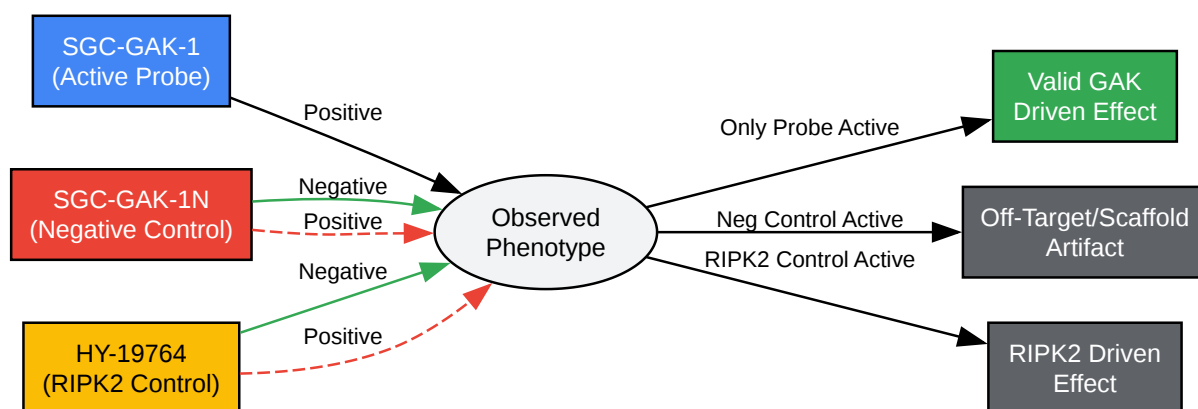 SGC-GAK-1
(Active Probe)
Positive
SGC-GAK-1N
(Negative Control)
Negative
Positive
HY-19764
(RIPK2 Control)
Negative
Positive
Observed
Phenotype
Only Probe Active
Neg Control Active
RIPK2 Control Active
Valid GAK
Driven Effect
Off-Target/Scaffold
Artifact
RIPK2 Driven
Effect